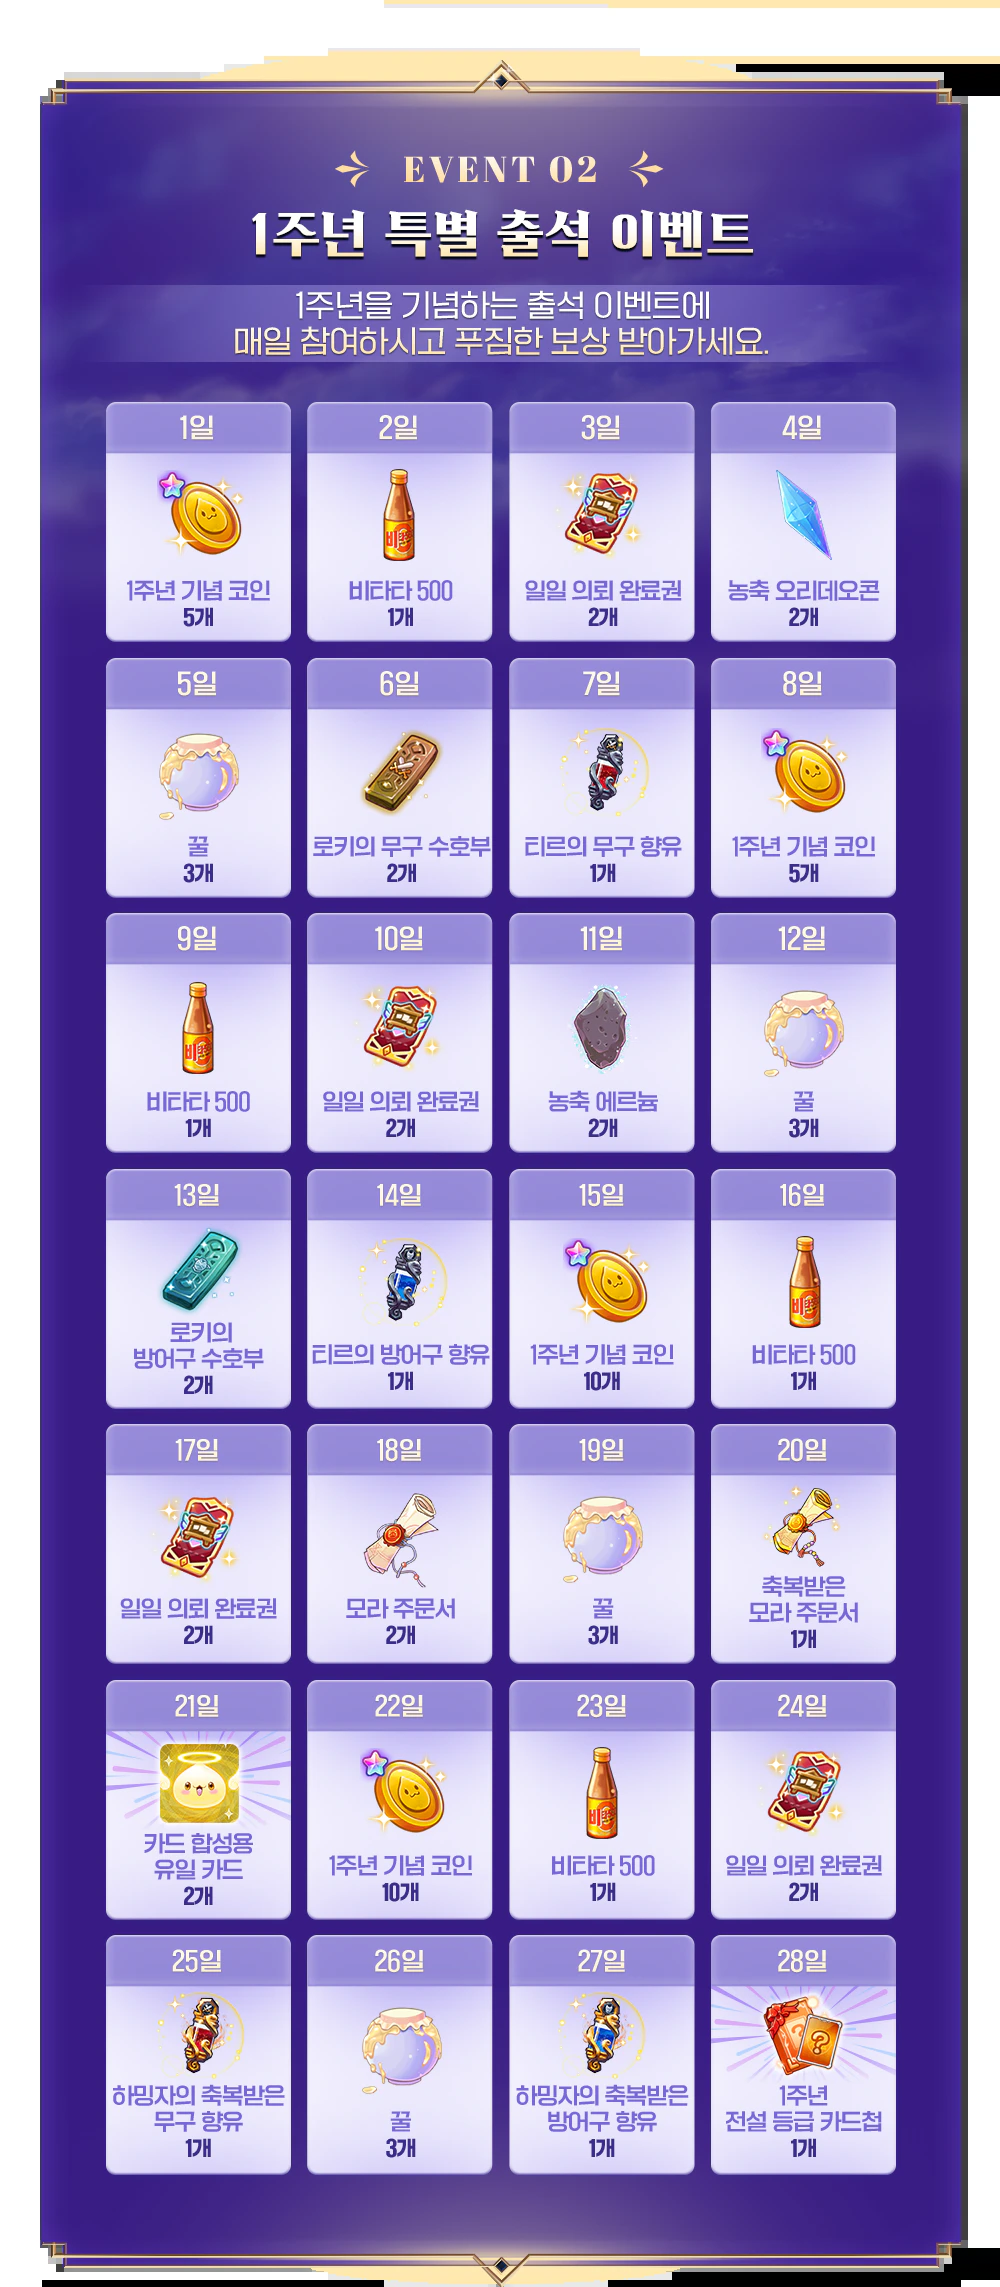 EVENT 02
1주년 특별 출석 이벤트
1주년을 기념하는 출석 이벤트에
매일 참여하시고 푸짐한 보상 받아가세요.
1일
1주년 기념 코인
5개
2일
비타타 500
1개
3일
일일 의뢰 완료권
2개
4일
농축 오리데오콘
2개
5일
꿀
3개
6일
로키의 무구 수호부
2개
7일
티르의 무구 향유
1개
8일
1주년 기념 코인
5개
9일
비타타 500
1개
10일
일일 의뢰 완료권
2개
11일
농축 에르늄
2개
12일
꿀
3개
13일
로키의
방어구 수호부
2개
14일
티르의 방어구 향유
1개
15일
1주년 기념 코인
10개
16일
비타타 500
1개
17일
일일 의뢰 완료권
2개
18일
모라 주문서
2개
19일
꿀
3개
20일
축복받은
모라 주문서
1개
21일
카드 합성용
유일 카드
2개
22일
1주년 기념 코인
10개
23일
비타타 500
1개
24일
일일 의뢰 완료권
2개
25일
하밍자의 축복받은
무구 향유
1개
26일
꿀
3개
27일
하밍자의 축복받은
방어구 향유
1개
28일
1주년
전설 등급 카드첩
1개